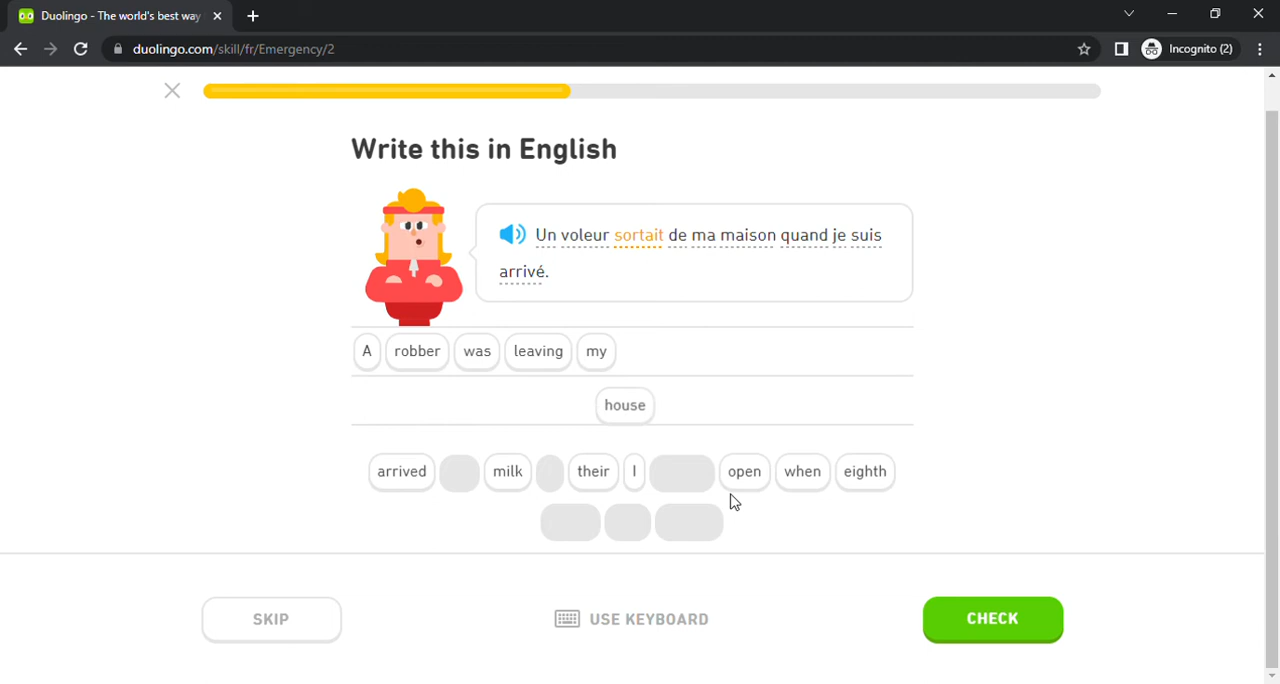 Duolingo - The world's best way
duolingo.com/skill/fr/Emergency/2
Incognito (2)
Write this in English
Un voleur sortait de ma maison quand je suis
arrivé.
A robber was leaving my
house
arrived milk their I open when eighth
SKIP USE KEYBOARD CHECK